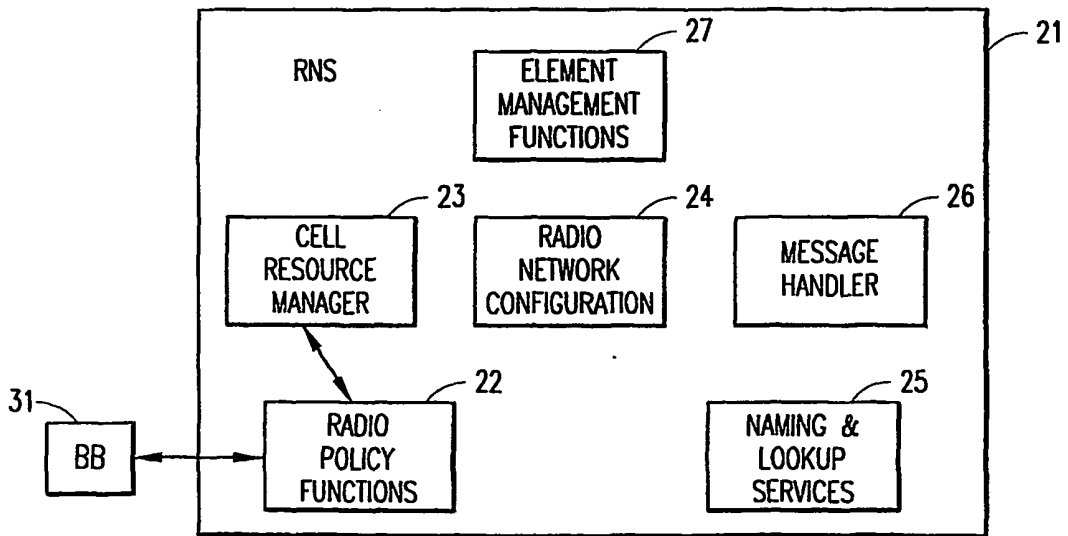 27
21
RNS
ELEMENT
MANAGEMENT
FUNCTIONS
23
24
26
CELL
RESOURCE
MANAGER
RADIO
NETWORK
CONFIGURATION
MESSAGE
HANDLER
31
22
25
BB
RADIO
POLICY
FUNCTIONS
NAMING &
LOOKUP
SERVICES